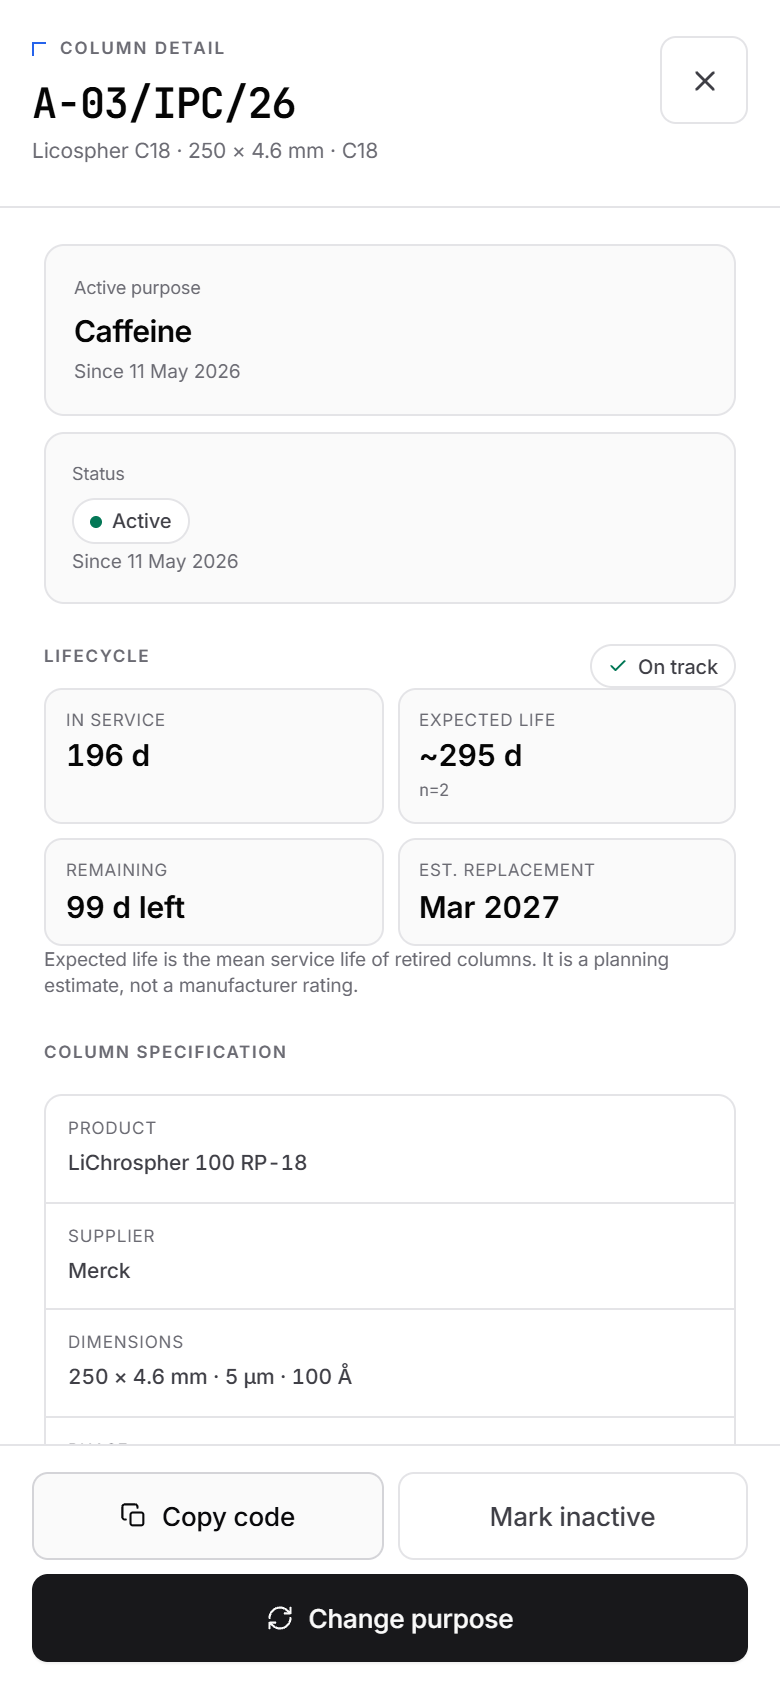 COLUMN DETAIL
A-03/IPC/26
Licospher C18 · 250 × 4.6 mm · C18
Active purpose
Caffeine
Since 11 May 2026
Status
Active
Since 11 May 2026
LIFECYCLE
On track
IN SERVICE
196 d
EXPECTED LIFE
~295 d
n=2
REMAINING
99 d left
EST. REPLACEMENT
Mar 2027
Expected life is the mean service life of retired columns. It is a planning
estimate, not a manufacturer rating.
COLUMN SPECIFICATION
PRODUCT
LiChrospher 100 RP-18
SUPPLIER
Merck
DIMENSIONS
250 × 4.6 mm · 5 µm · 100 Å
Copy code
Mark inactive
Change purpose